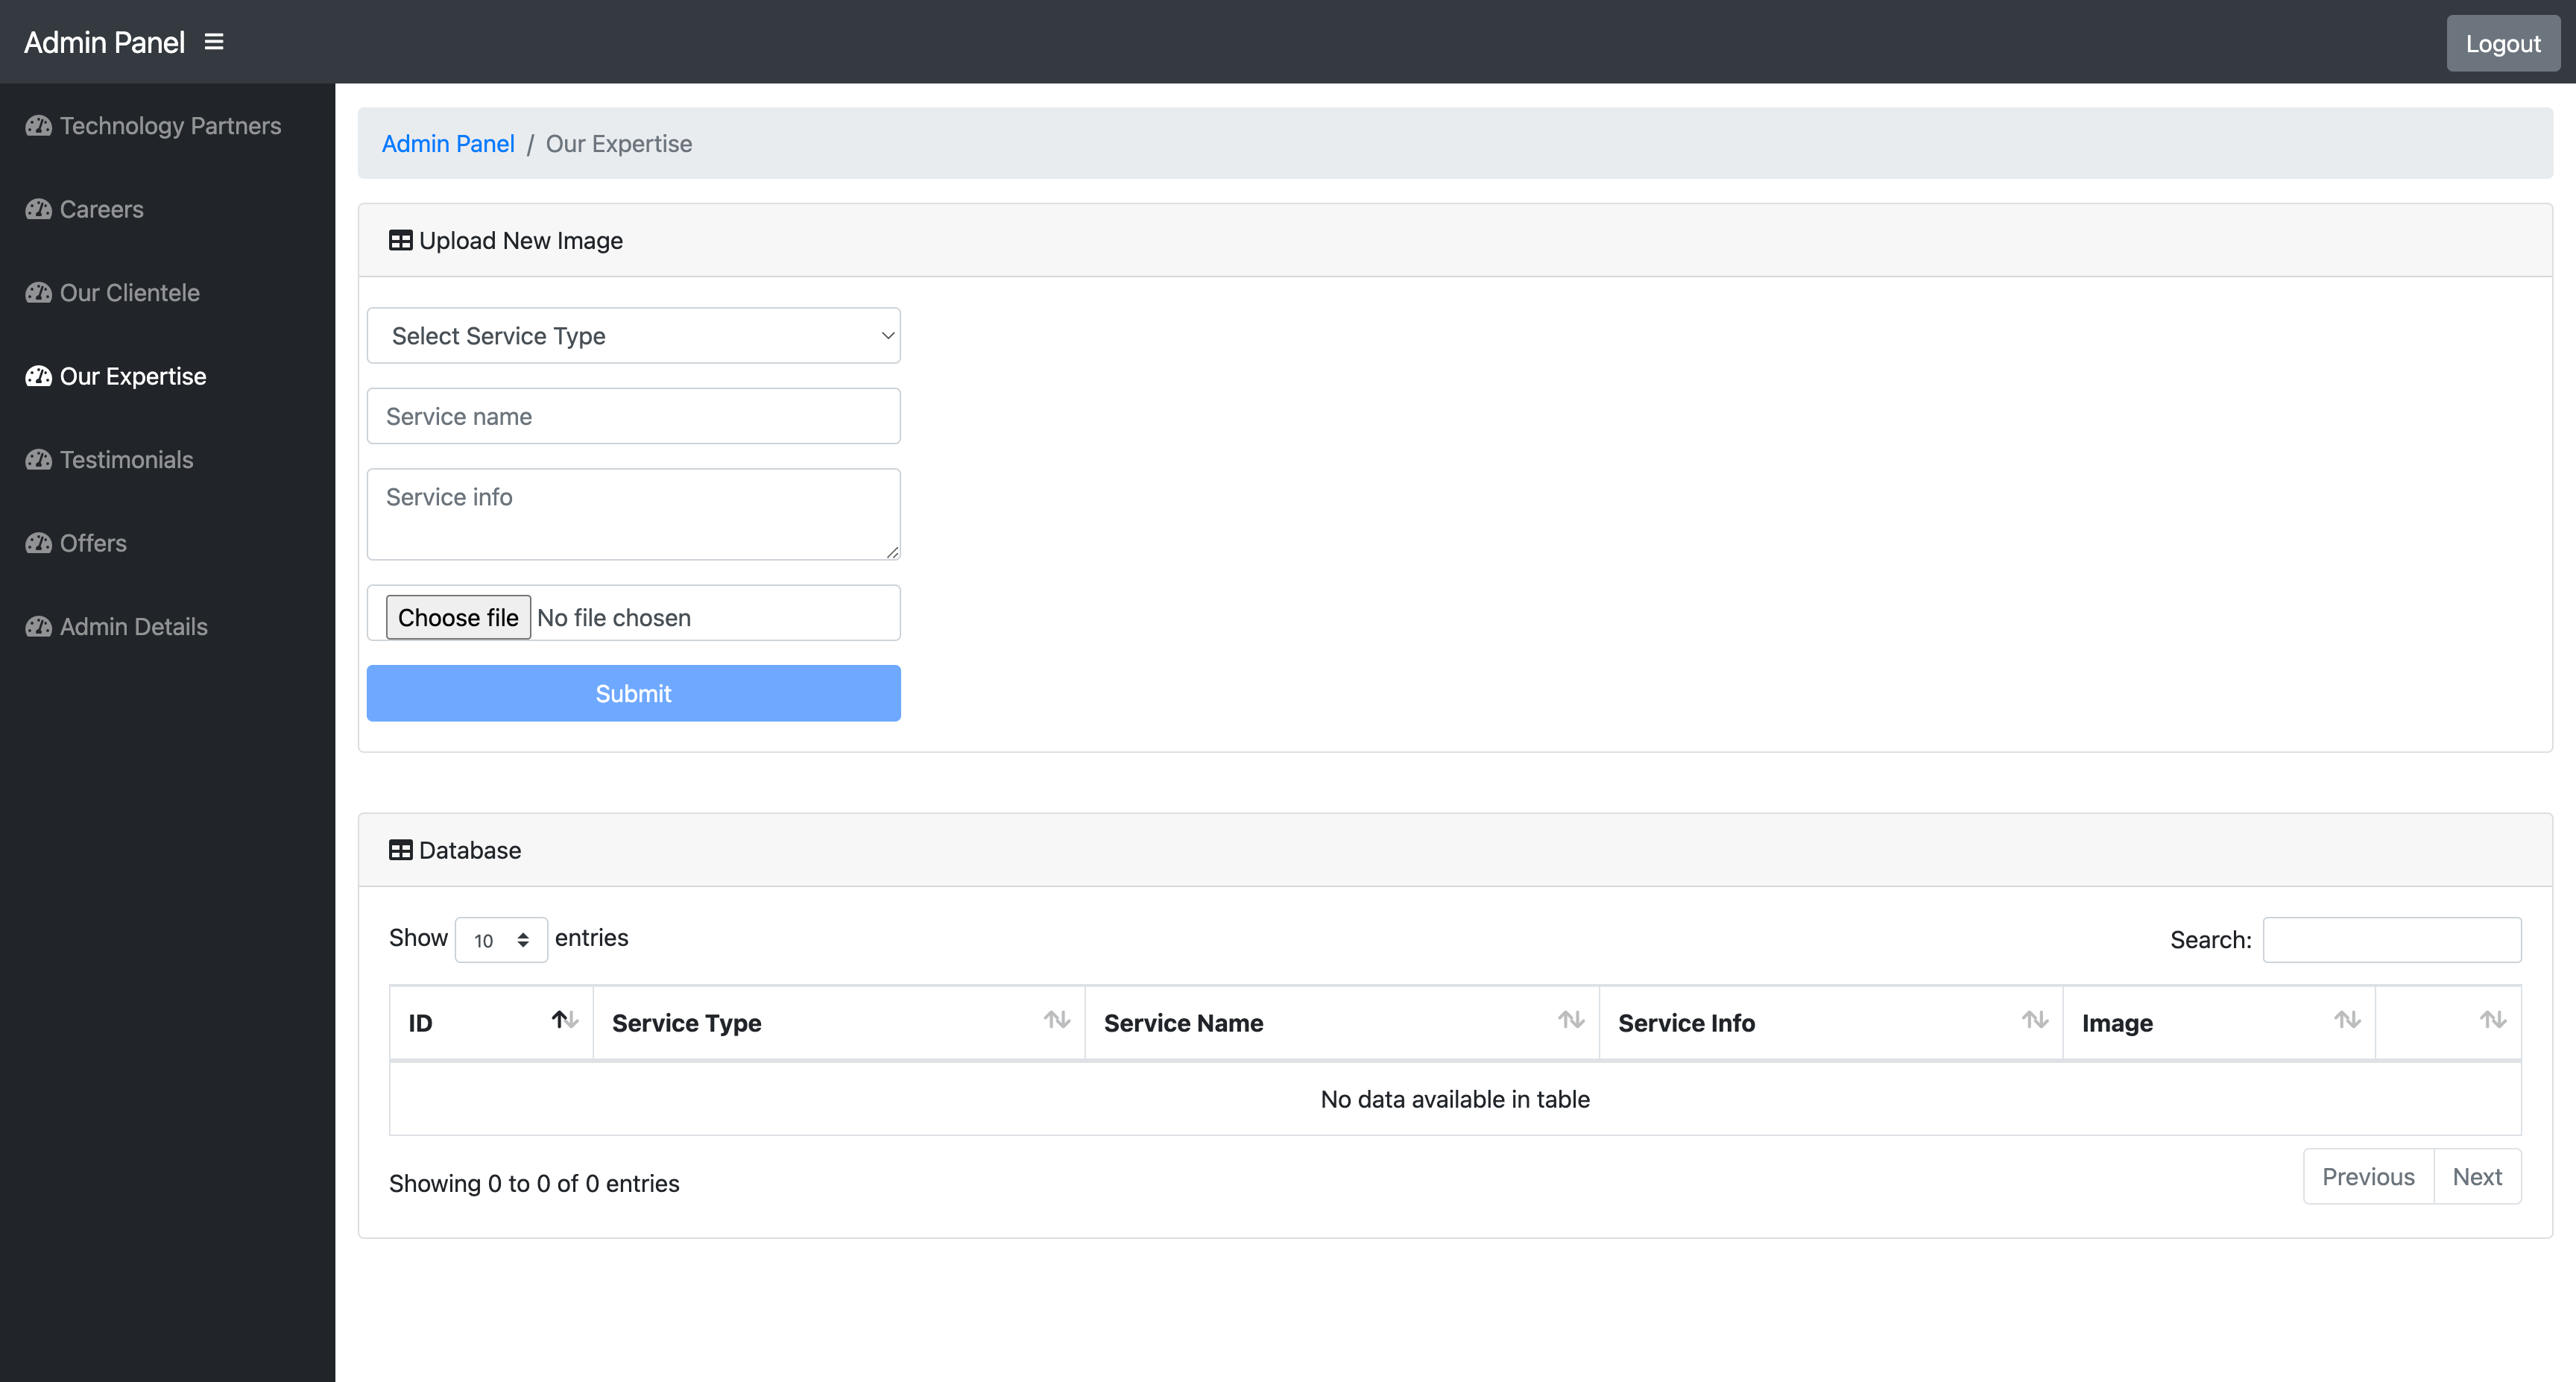 Admin Panel
Logout
Technology Partners
Careers
Our Clientele
Our Expertise
Testimonials
Offers
Admin Details
Admin Panel / Our Expertise
Upload New Image
Select Service Type
Service name
Service info
Choose file No file chosen
Submit
Database
Show 10 entries
Search:
ID Service Type Service Name Service Info Image
No data available in table
Showing 0 to 0 of 0 entries
Previous Next